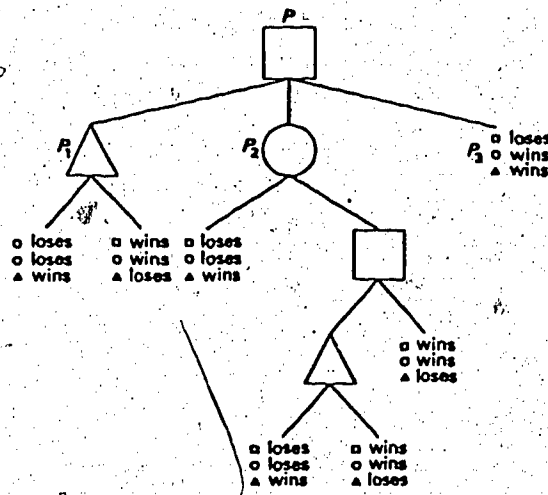 P
P₁
P₂
P₃
□ loses
○ wins
▲ wins
○ loses
○ loses
▲ wins
□ wins
○ wins
▲ loses
□ loses
○ loses
▲ wins
□ wins
○ wins
▲ loses
□ loses
○ loses
▲ wins
□ wins
○ wins
▲ loses